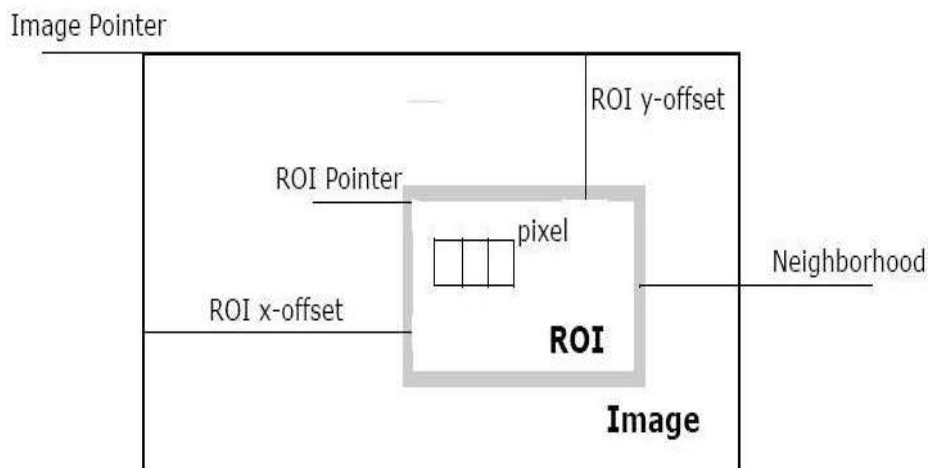 Image Pointer
ROI y-offset
ROI Pointer
pixel
Neighborhood
ROI x-offset
ROI
Image